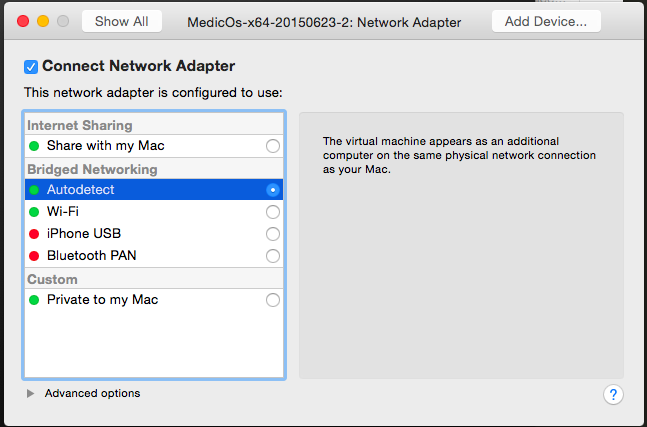 Show All
MedicOs-x64-20150623-2: Network Adapter
Add Device...
Connect Network Adapter
This network adapter is configured to use:
Internet Sharing
Share with my Mac
Bridged Networking
Autodetect
Wi-Fi
iPhone USB
Bluetooth PAN
Custom
Private to my Mac
The virtual machine appears as an additional
computer on the same physical network connection
as your Mac.
Advanced options
?